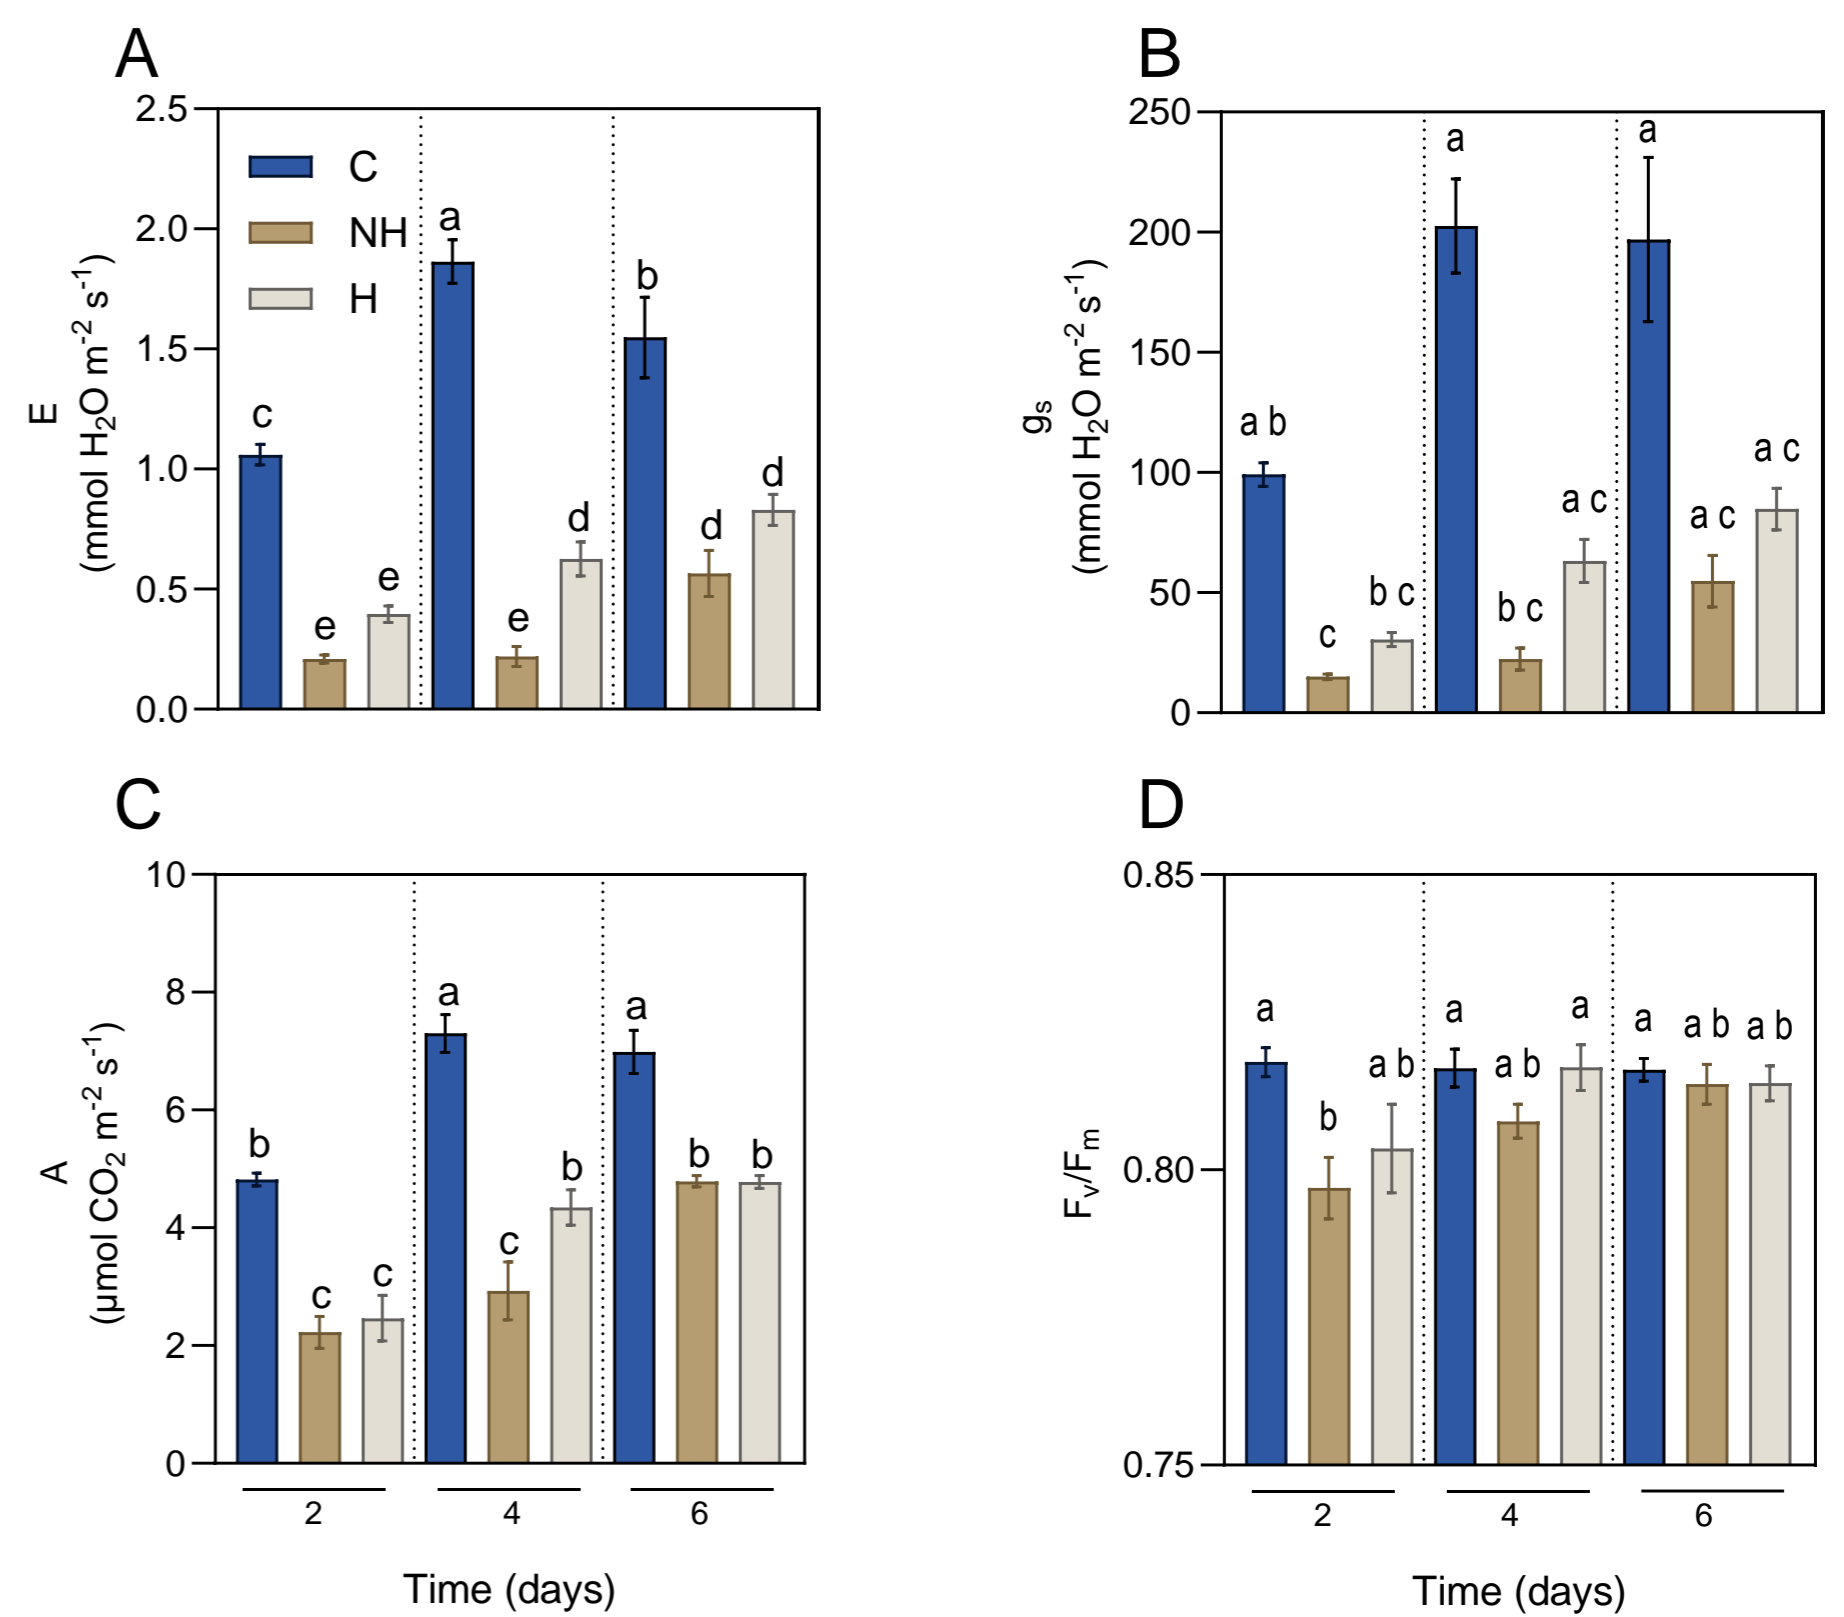 A
2.5
2.0
1.5
1.0
0.5
0.0
E
(mmol H₂O m⁻² s⁻¹)
C
NH
H
c
e
e
a
e
d
b
d
d
B
250
200
150
100
50
0
gₛ
(mmol H₂O m⁻² s⁻¹)
a b
c
b c
a
b c
a c
a
a c
a c
C
10
8
6
4
2
0
A
(µmol CO₂ m⁻² s⁻¹)
b
c
c
a
c
b
a
b
b
2
4
6
Time (days)
D
0.85
0.80
0.75
Fᵥ/Fₘ
a
b
a b
a
a b
a
a
a b
a b
2
4
6
Time (days)